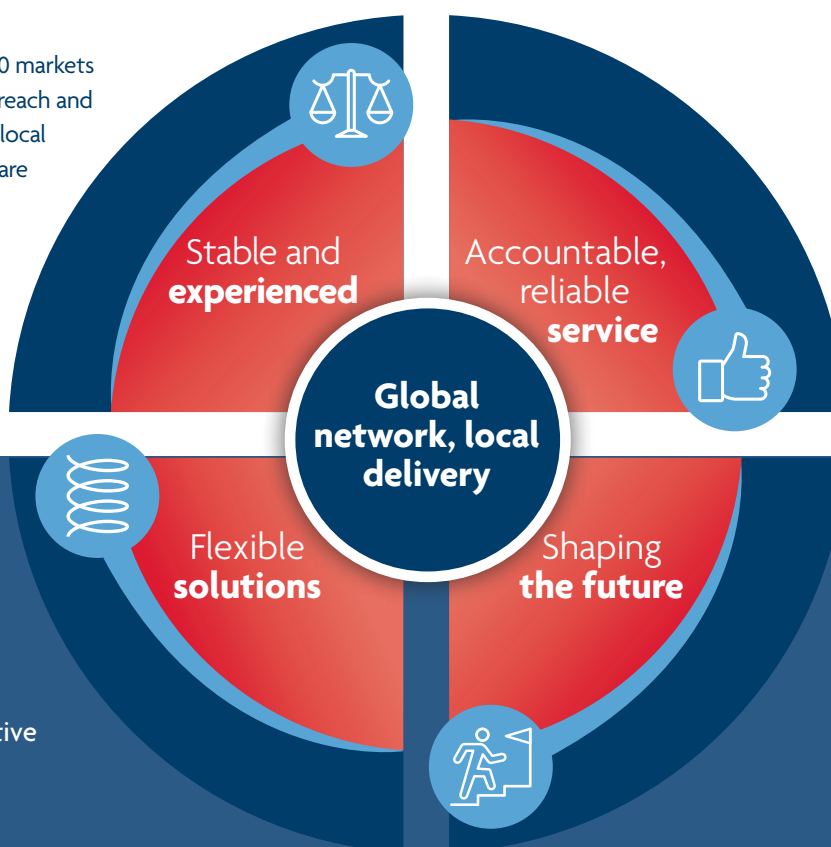 0 markets
reach and
local
are
Stable and
experienced
Accountable,
reliable
service
Global
network, local
delivery
Flexible
solutions
Shaping
the future
tive